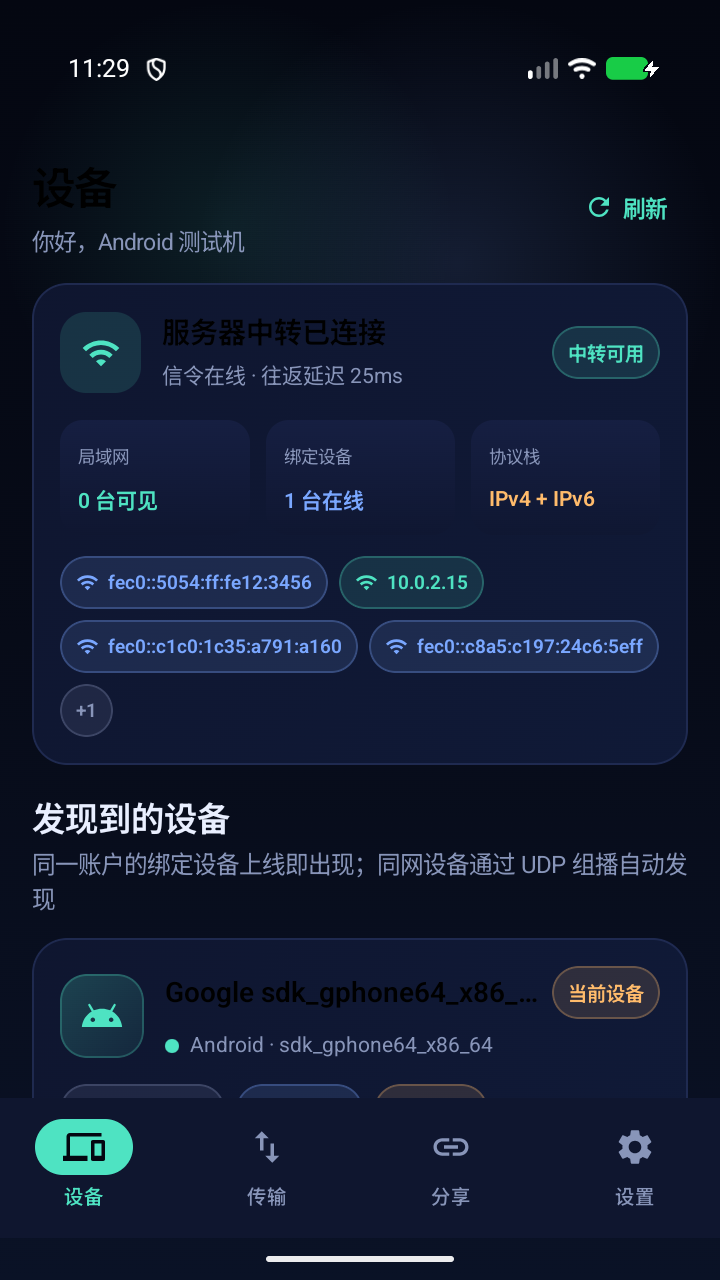 11:29
设备
刷新
你好，Android 测试机
服务器中转已连接
信令在线 · 往返延迟 25ms
中转可用
局域网
绑定设备
协议栈
0 台可见
1 台在线
IPv4 + IPv6
fec0::5054:ff:fe12:3456
10.0.2.15
fec0::c1c0:1c35:a791:a160
fec0::c8a5:c197:24c6:5eff
+1
发现到的设备
同一账户的绑定设备上线即出现；同网设备通过 UDP 组播自动发
现
Google sdk_gphone64_x86_…
当前设备
Android · sdk_gphone64_x86_64
设备
传输
分享
设置